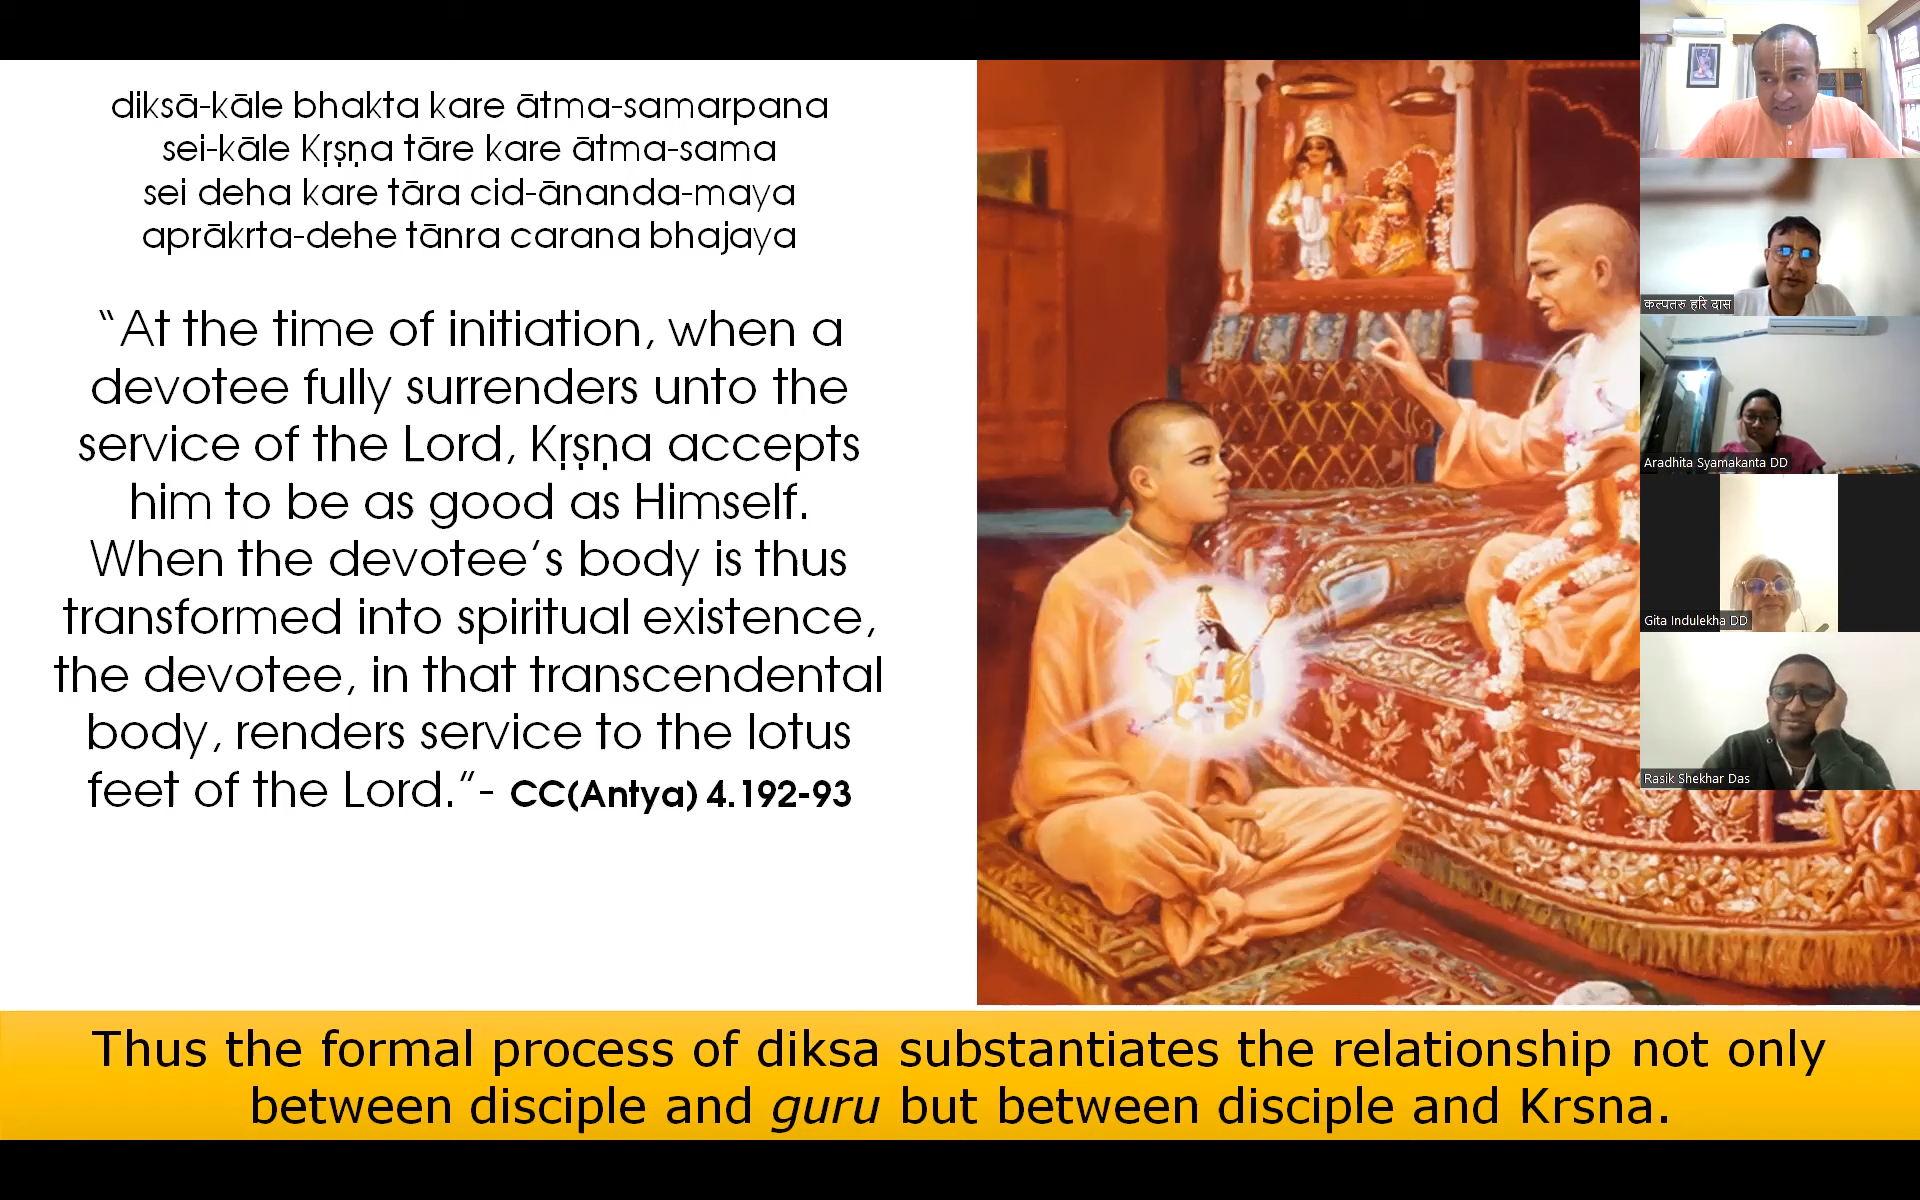 diksā-kāle bhakta kare ātma-samarpana
sei-kāle Kṛṣṇa tāre kare ātma-sama
sei deha kare tāra cid-ānanda-maya
aprākrta-dehe tānra carana bhajaya
“At the time of initiation, when a
devotee fully surrenders unto the
service of the Lord, Kṛṣṇa accepts
him to be as good as Himself.
When the devotee’s body is thus
transformed into spiritual existence,
the devotee, in that transcendental
body, renders service to the lotus
feet of the Lord.”- CC(Antya) 4.192-93
Thus the formal process of diksa substantiates the relationship not only
between disciple and guru but between disciple and Krsna.
कल्पतरु हरि दास
Aradhita Syamakanta DD
Gita Indulekha DD
Rasik Shekhar Das